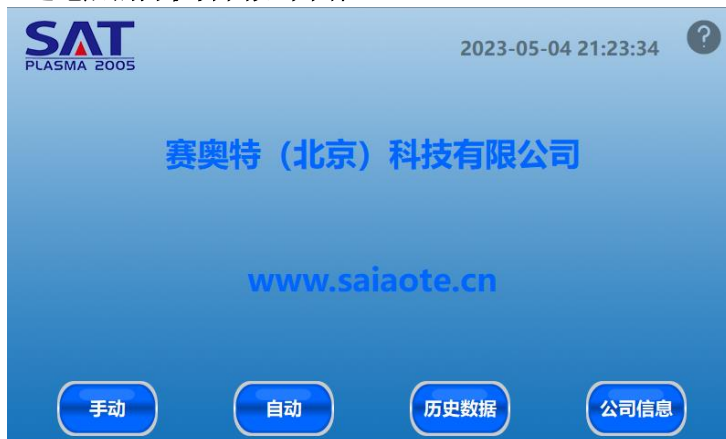 SAT
PLASMA 2005
2023-05-04 21:23:34
?
赛奥特（北京）科技有限公司
www.saiaote.cn
手动
自动
历史数据
公司信息